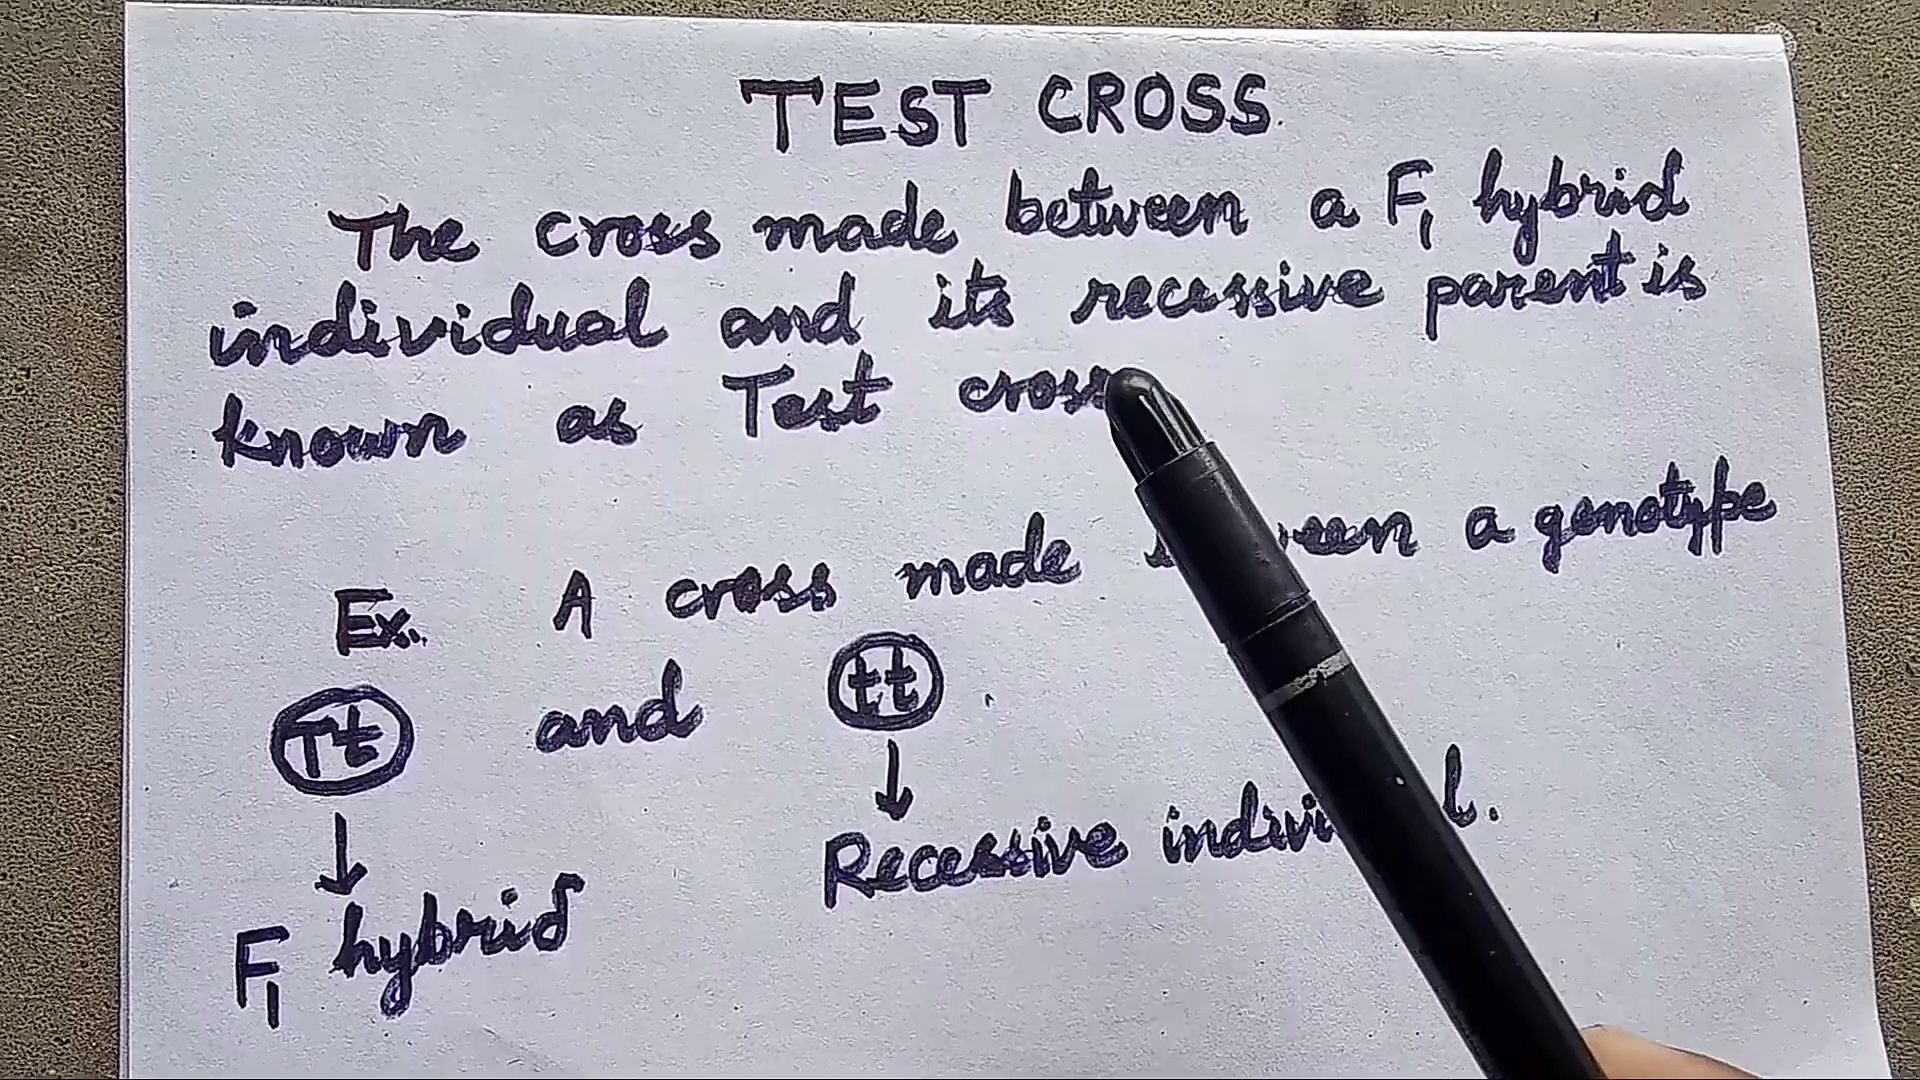 TEST CROSS
The cross made between a F1 hybrid
individual and its recessive parent is
known as Test cross
Ex. A cross made a genotype
Tt and tt.
Recessive
F1 hybrid